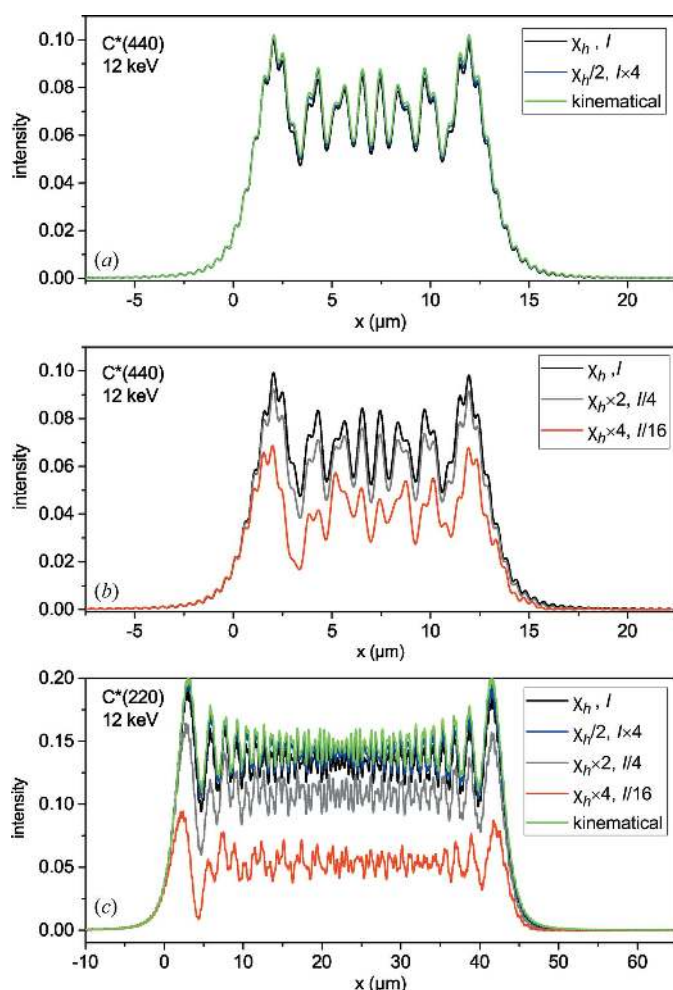 C*(440)
12 keV
χh , I
χh/2, I×4
kinematical
0.10
0.08
0.06
0.04
0.02
0.00
intensity
(a)
-5 0 5 10 15 20
x (μm)
C*(440)
12 keV
χh ,I
χh×2, I/4
χh×4, I/16
0.10
0.08
0.06
0.04
0.02
0.00
intensity
(b)
-5 0 5 10 15 20
x (μm)
C*(220)
12 keV
χh , I
χh/2, I×4
χh×2, I/4
χh×4, I/16
kinematical
0.20
0.15
0.10
0.05
0.00
intensity
(c)
-10 0 10 20 30 40 50 60
x (μm)